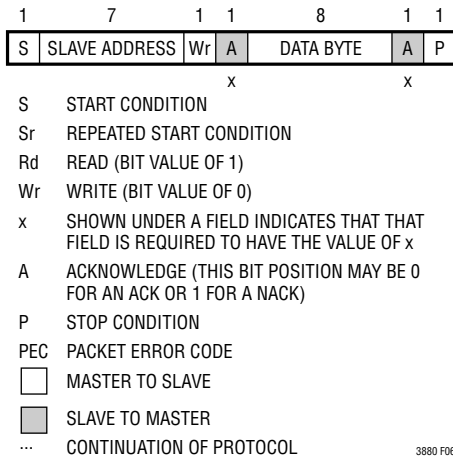 1 7 1 1 8 1 1
S SLAVE ADDRESS Wr A DATA BYTE A P
x x
S START CONDITION
Sr REPEATED START CONDITION
Rd READ (BIT VALUE OF 1)
Wr WRITE (BIT VALUE OF 0)
x SHOWN UNDER A FIELD INDICATES THAT THAT
FIELD IS REQUIRED TO HAVE THE VALUE OF x
A ACKNOWLEDGE (THIS BIT POSITION MAY BE 0
FOR AN ACK OR 1 FOR A NACK)
P STOP CONDITION
PEC PACKET ERROR CODE
MASTER TO SLAVE
SLAVE TO MASTER
... CONTINUATION OF PROTOCOL
3880 F06